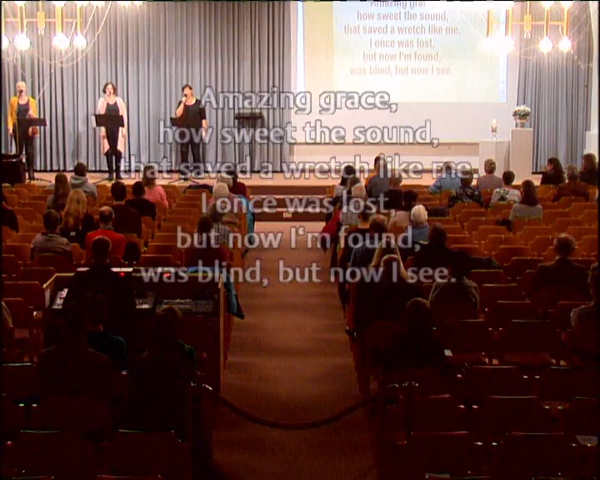 Amazing grace,
how sweet the sound,
that saved a wretch like me.
I once was lost,
but now I'm found,
was blind, but now I see.
Amazing grace,
how sweet the sound,
that saved a wretch like me
I once was lost
but now I'm found
was blind, but now I see.